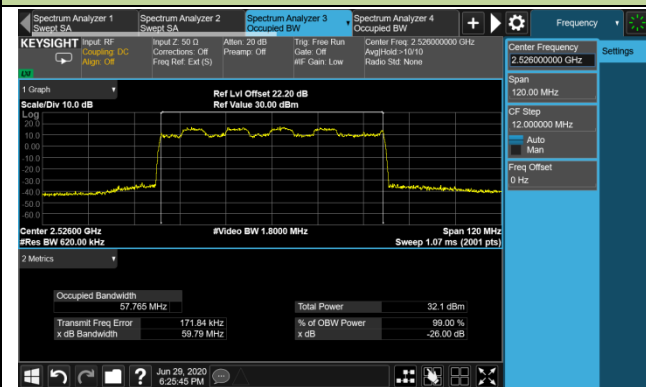 Spectrum Analyzer 1
Swept SA
Spectrum Analyzer 2
Swept SA
Spectrum Analyzer 3
Occupied BW
Spectrum Analyzer 4
Occupied BW
+
Frequency
KEYSIGHT
Input: RF
Coupling: DC
Align: Off
Input Z: 50 Ω
Corrections: Off
Freq Ref: Ext (S)
Atten: 20 dB
Preamp: Off
Trig: Free Run
Gate: Off
#IF Gain: Low
Center Freq: 2.526000000 GHz
Avg|Hold:>10/10
Radio Std: None
LXI
Center Frequency
2.526000000 GHz
Settings
Span
120.00 MHz
CF Step
12.000000 MHz
Auto
Man
Freq Offset
0 Hz
1 Graph
Scale/Div 10.0 dB
Ref Lvl Offset 22.20 dB
Ref Value 30.00 dBm
Log
20.0
10.0
0.00
-10.0
-20.0
-30.0
-40.0
-50.0
-60.0
Center 2.52600 GHz
#Res BW 620.00 kHz
#Video BW 1.8000 MHz
Span 120 MHz
Sweep 1.07 ms (2001 pts)
2 Metrics
Occupied Bandwidth
57.765 MHz
Total Power
32.1 dBm
Transmit Freq Error
171.84 kHz
% of OBW Power
99.00 %
x dB Bandwidth
59.79 MHz
x dB
-26.00 dB
?
Jun 29, 2020
6:25:45 PM